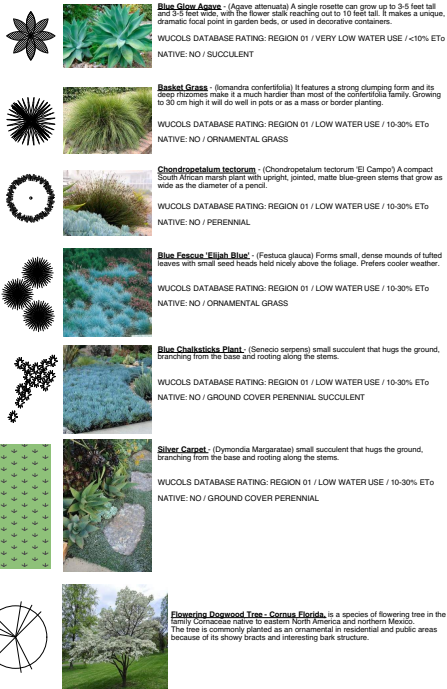 Blue Glow Agave - (Agave attenuata) A single rosette can grow up to 3-5 feet tall
and 3-5 feet wide, with the flower stalk reaching out to 10 feet tall. It makes a unique,
dramatic focal point in garden beds, or used in decorative containers.
WUCOLS DATABASE RATING: REGION 01 / VERY LOW WATER USE / <10% ETo
NATIVE: NO / SUCCULENT
Basket Grass - (lomandra confertifolia) It features a strong clumping form and its
deep rhizomes make it a much harder than most of the confertifolia family. Growing
to 30 cm high it will do well in pots or as a mass or border planting.
WUCOLS DATABASE RATING: REGION 01 / LOW WATER USE / 10-30% ETo
NATIVE: NO / ORNAMENTAL GRASS
Chondropetalum tectorum - (Chondropetalum tectorum 'El Campo') A compact
South African marsh plant with upright, jointed, matte blue-green stems that grow as
wide as the diameter of a pencil.
WUCOLS DATABASE RATING: REGION 01 / LOW WATER USE / 10-30% ETo
NATIVE: NO / PERENNIAL
Blue Fescue 'Elijah Blue' - (Festuca glauca) Forms small, dense mounds of tufted
leaves with small seed heads held nicely above the foliage. Prefers cooler weather.
WUCOLS DATABASE RATING: REGION 01 / LOW WATER USE / 10-30% ETo
NATIVE: NO / ORNAMENTAL GRASS
Blue Chalksticks Plant - (Senecio serpens) small succulent that hugs the ground,
branching from the base and rooting along the stems.
WUCOLS DATABASE RATING: REGION 01 / LOW WATER USE / 10-30% ETo
NATIVE: NO / GROUND COVER PERENNIAL SUCCULENT
Silver Carpet - (Dymondia Margaratae) small succulent that hugs the ground,
branching from the base and rooting along the stems.
WUCOLS DATABASE RATING: REGION 01 / LOW WATER USE / 10-30% ETo
NATIVE: NO / GROUND COVER PERENNIAL
Flowering Dogwood Tree - Cornus Florida, is a species of flowering tree in the
family Cornaceae native to eastern North America and northern Mexico.
The tree is commonly planted as an ornamental in residential and public areas
because of its showy bracts and interesting bark structure.